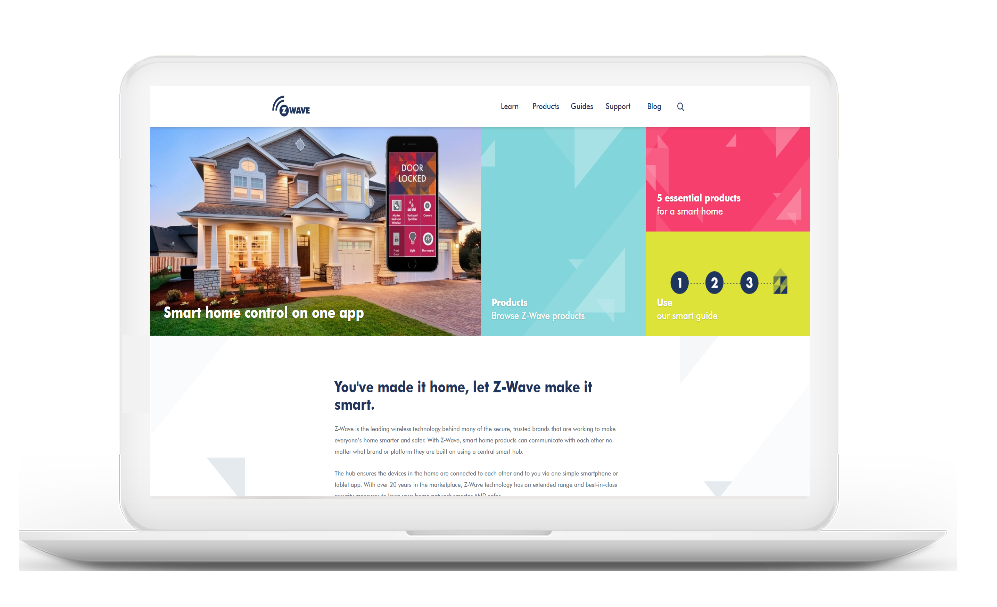 Z WAVE
Learn Products Guides Support Blog
DOOR
LOCKED
Smart home control on one app
Products
Browse Z-Wave products
5 essential products
for a smart home
1 2 3
Use
our smart guide
You've made it home, let Z-Wave make it
smart.
Z-Wave is the leading wireless technology behind many of the secure, trusted brands that are working to make
everyone's home smarter and safer. With Z-Wave, smart home products can communicate with each other no
matter what brand or platform they are built on using a central smart hub.
The hub ensures the devices in the home are connected to each other and to you via one simple smartphone or
tablet app. With over 20 years in the marketplace, Z-Wave technology has an extended range and best-in-class